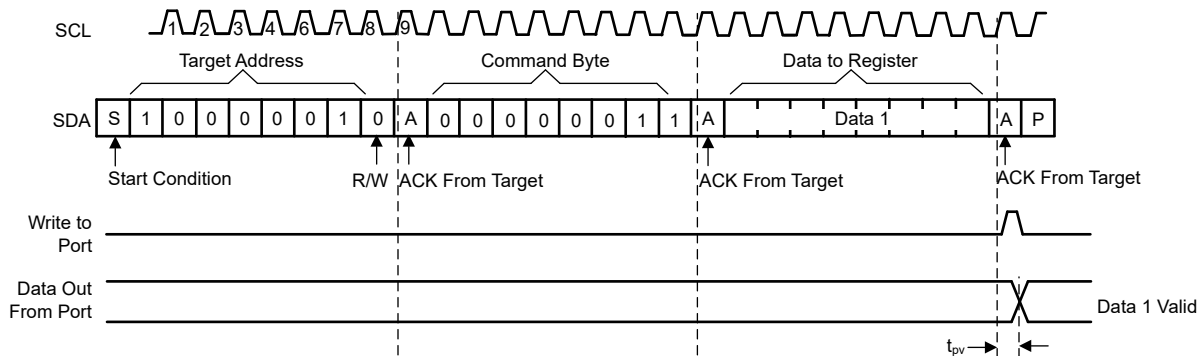 SCL 1 2 3 4 6 7 8 9
Target Address Command Byte Data to Register
SDA S 1 0 0 0 0 0 1 0 A 0 0 0 0 0 0 1 1 A Data 1 A P
Start Condition R/W ACK From Target ACK From Target ACK From Target
Write to
Port
Data Out
From Port
Data 1 Valid
tpv